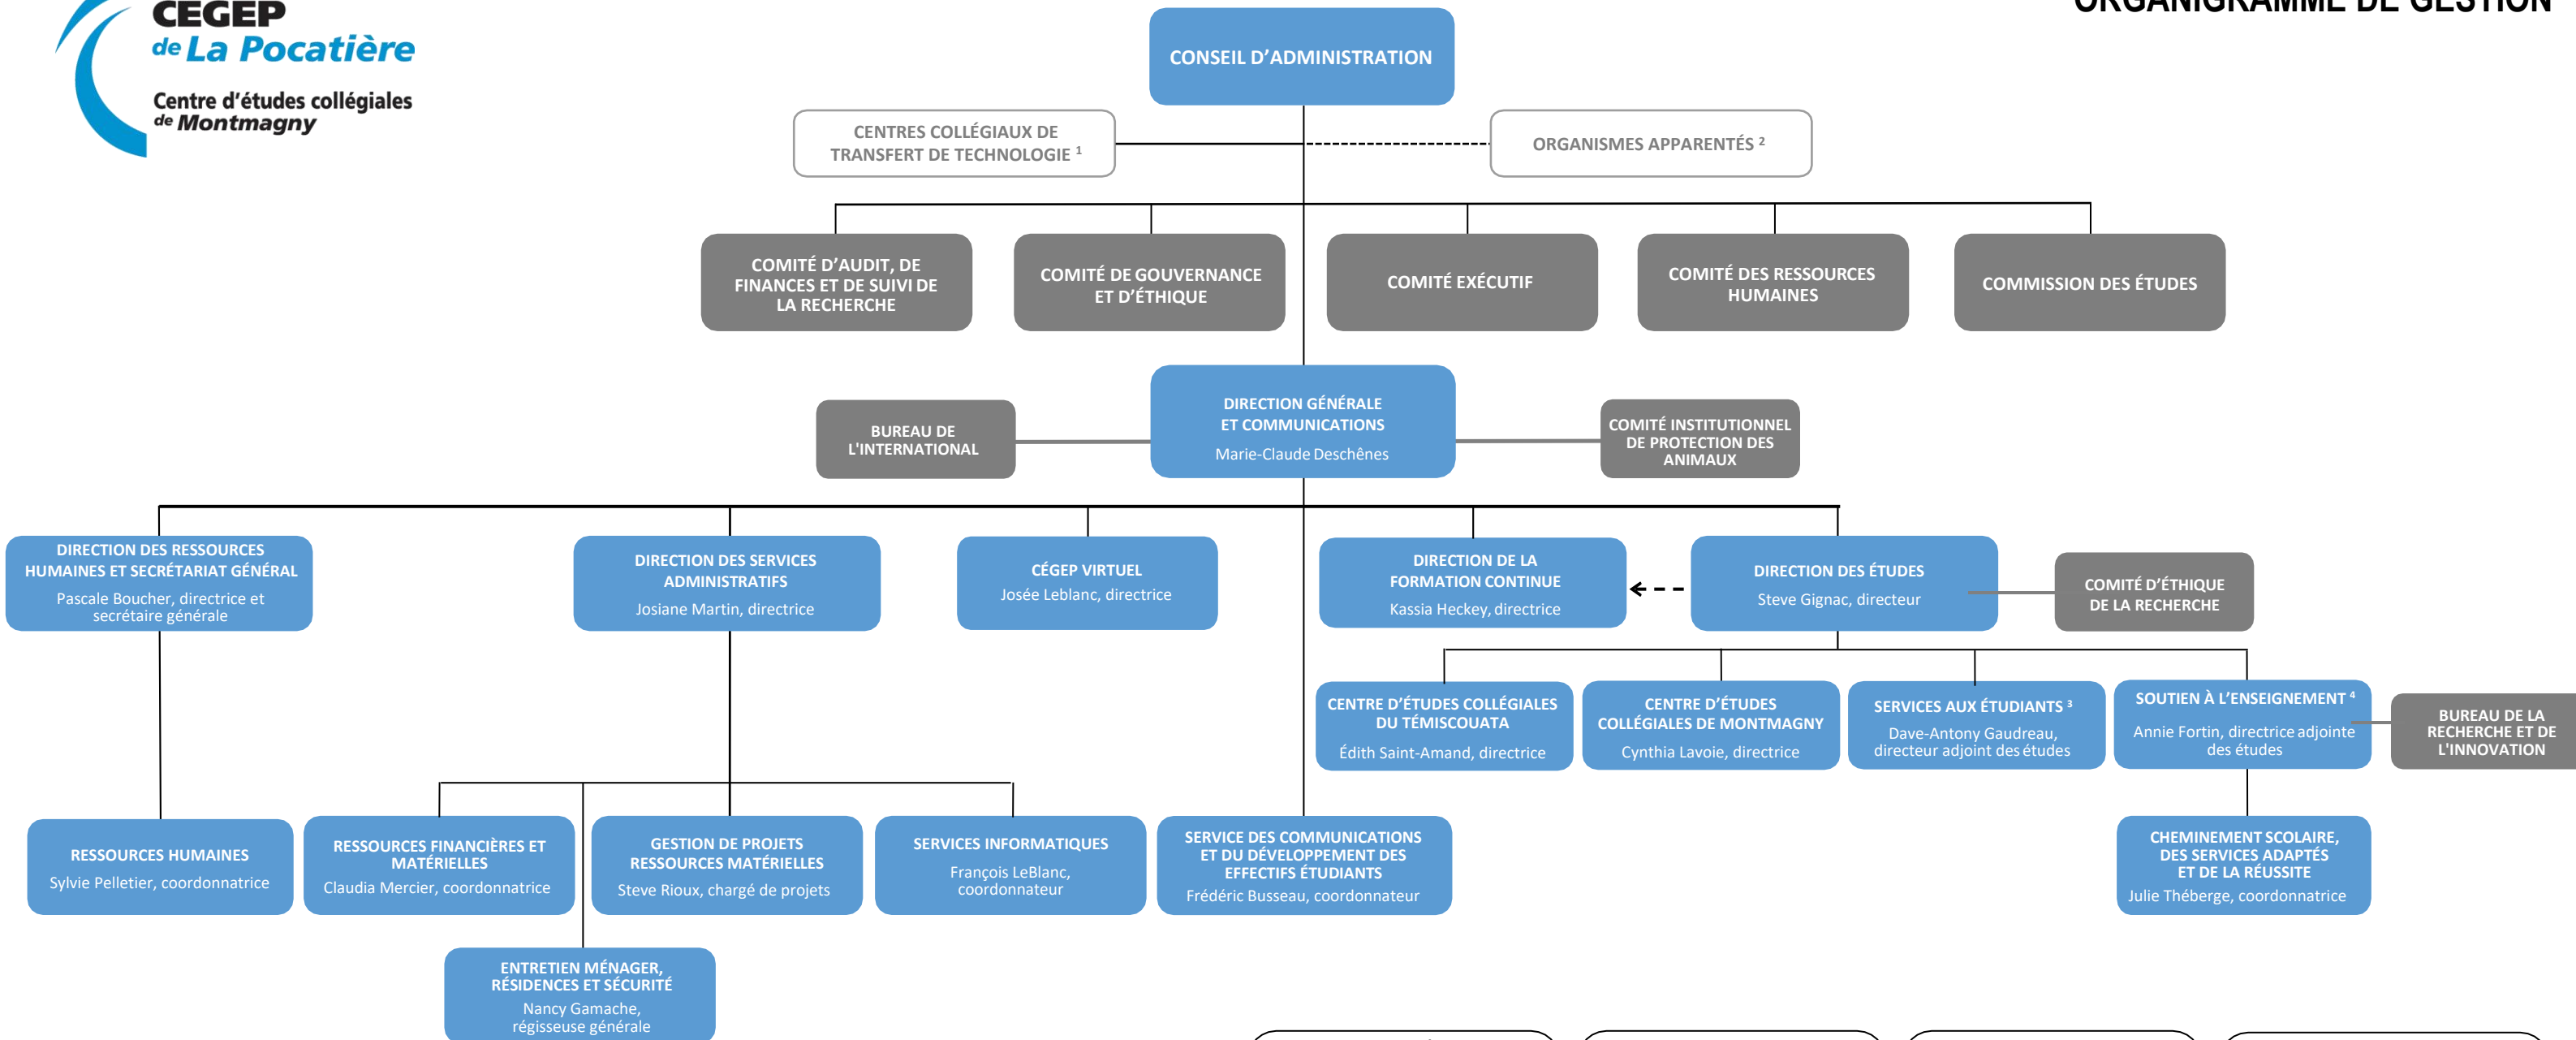 CEGEP
de La Pocatière
Centre d'études collégiales
de Montmagny
ORGANIGRAMME DE GESTION
CONSEIL D'ADMINISTRATION
CENTRES COLLÉGIAUX DE
TRANSFERT DE TECHNOLOGIE 1
ORGANISMES APPARENTÉS 2
COMITÉ D'AUDIT, DE
FINANCES ET DE SUIVI DE
LA RECHERCHE
COMITÉ DE GOUVERNANCE
ET D'ÉTHIQUE
COMITÉ EXÉCUTIF
COMITÉ DES RESSOURCES
HUMAINES
COMMISSION DES ÉTUDES
BUREAU DE
L'INTERNATIONAL
DIRECTION GÉNÉRALE
ET COMMUNICATIONS
Marie-Claude Deschênes
COMITÉ INSTITUTIONNEL
DE PROTECTION DES
ANIMAUX
DIRECTION DES RESSOURCES
HUMAINES ET SECRÉTARIAT GÉNÉRAL
Pascale Boucher, directrice et
secrétaire générale
DIRECTION DES SERVICES
ADMINISTRATIFS
Josiane Martin, directrice
CÉGEP VIRTUEL
Josée Leblanc, directrice
DIRECTION DE LA
FORMATION CONTINUE
Kassia Heckey, directrice
DIRECTION DES ÉTUDES
Steve Gignac, directeur
COMITÉ D'ÉTHIQUE
DE LA RECHERCHE
CENTRE D'ÉTUDES COLLÉGIALES
DU TÉMISCOUATA
Édith Saint-Amand, directrice
CENTRE D'ÉTUDES
COLLÉGIALES DE MONTMAGNY
Cynthia Lavoie, directrice
SERVICES AUX ÉTUDIANTS 3
Dave-Antony Gaudreau,
directeur adjoint des études
SOUTIEN À L'ENSEIGNEMENT 4
Annie Fortin, directrice adjointe
des études
BUREAU DE LA
RECHERCHE ET DE
L'INNOVATION
RESSOURCES HUMAINES
Sylvie Pelletier, coordonnatrice
RESSOURCES FINANCIÈRES ET
MATÉRIELLES
Claudia Mercier, coordonnatrice
GESTION DE PROJETS
RESSOURCES MATÉRIELLES
Steve Rioux, chargé de projets
SERVICES INFORMATIQUES
François LeBlanc,
coordonnateur
SERVICE DES COMMUNICATIONS
ET DU DÉVELOPPEMENT DES
EFFECTIFS ÉTUDIANTS
Frédéric Busseau, coordonnateur
CHEMINEMENT SCOLAIRE,
DES SERVICES ADAPTÉS
ET DE LA RÉUSSITE
Julie Théberge, coordonnatrice
ENTRETIEN MÉNAGER,
RÉSIDENCES ET SÉCURITÉ
Nancy Gamache,
régisseuse générale